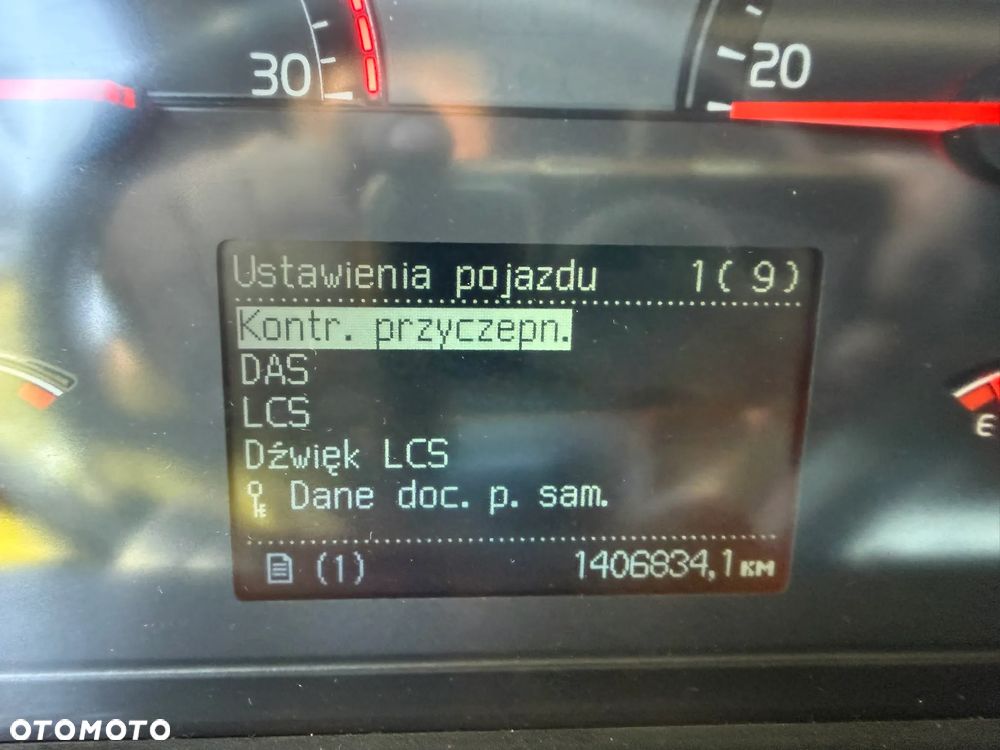 30
20
Ustawienia pojazdu 1( 9)
Kontr. przyczepn.
DAS
LCS
Dźwięk LCS
Dane doc. p. sam.
E
(1) 1406834,1 км
OTOMOTO